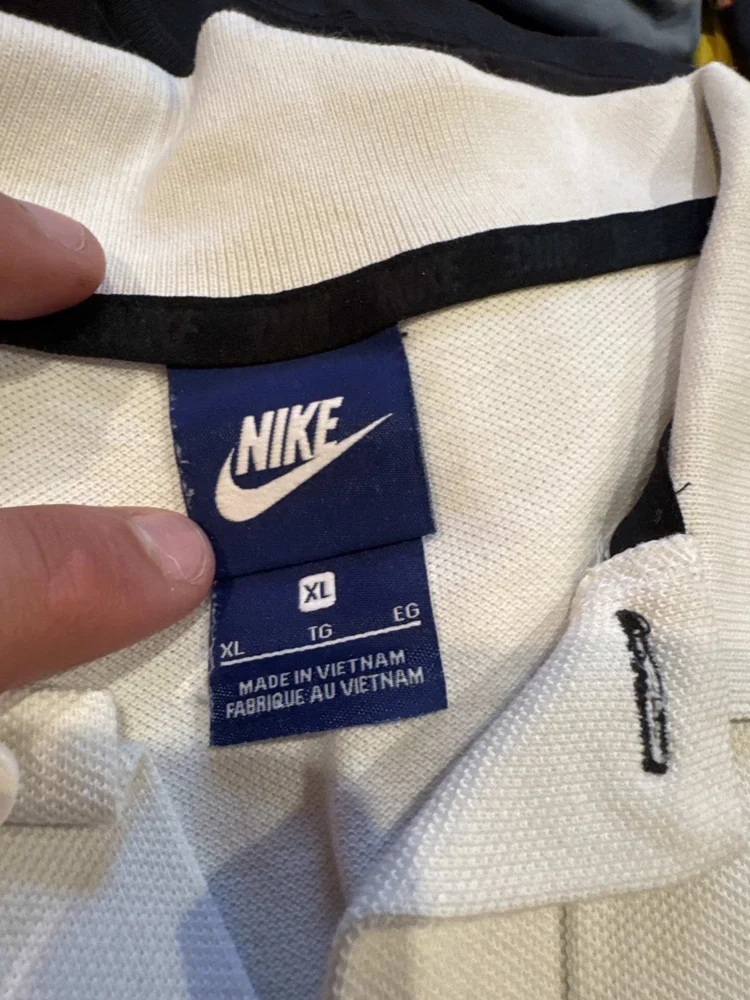 NIKE
XL
XL TG EG
MADE IN VIETNAM
FABRIQUE AU VIETNAM